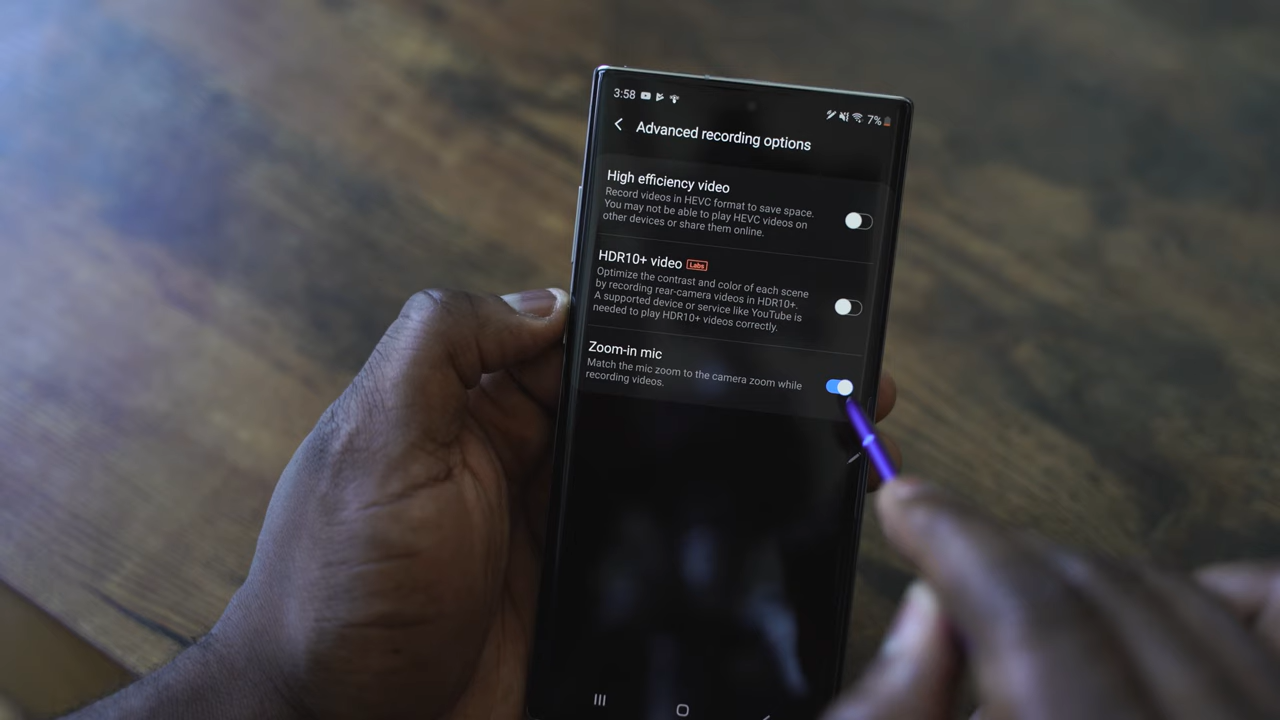 3:58
7%
Advanced recording options
High efficiency video
Record videos in HEVC format to save space.
You may not be able to play HEVC videos on
other devices or share them online.
HDR10+ video Labs
Optimize the contrast and color of each scene
by recording rear-camera videos in HDR10+.
A supported device or service like YouTube is
needed to play HDR10+ videos correctly.
Zoom-in mic
Match the mic zoom to the camera zoom while
recording videos.